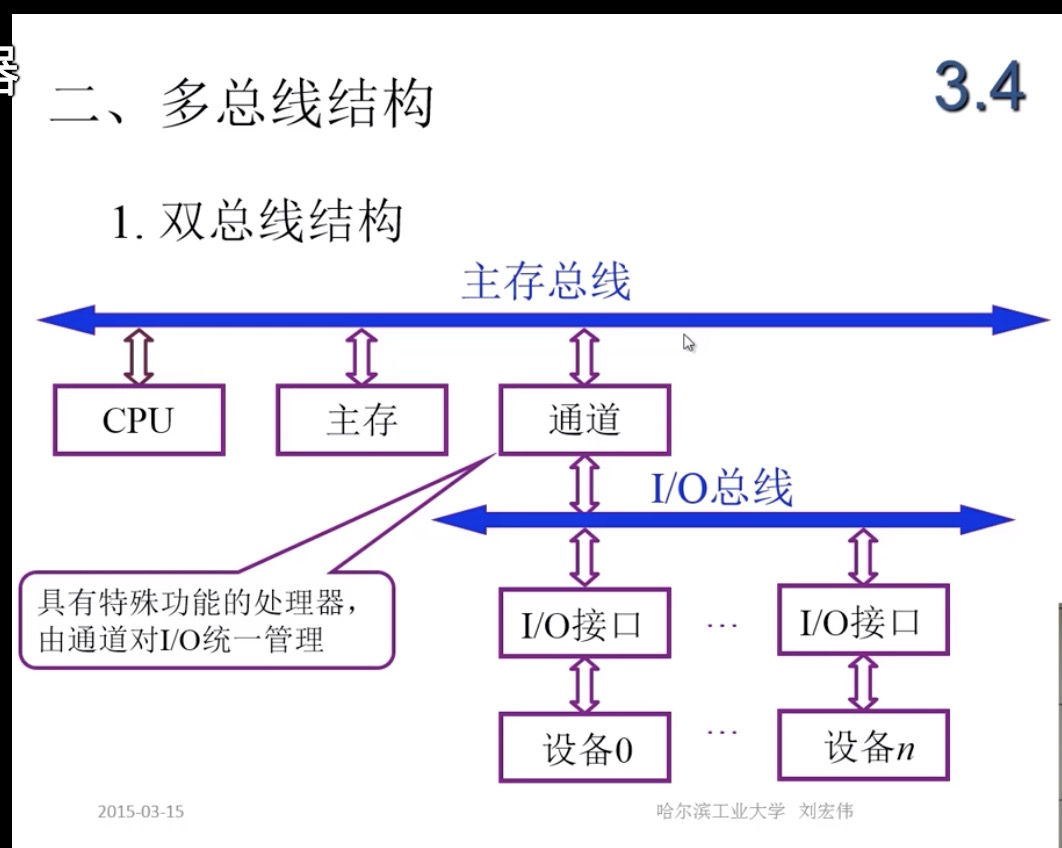 器
二、多总线结构
3.4
1. 双总线结构
主存总线
CPU
主存
通道
I/O总线
具有特殊功能的处理器，
由通道对I/O统一管理
I/O接口
…
I/O接口
设备0
…
设备n
2015-03-15
哈尔滨工业大学 刘宏伟